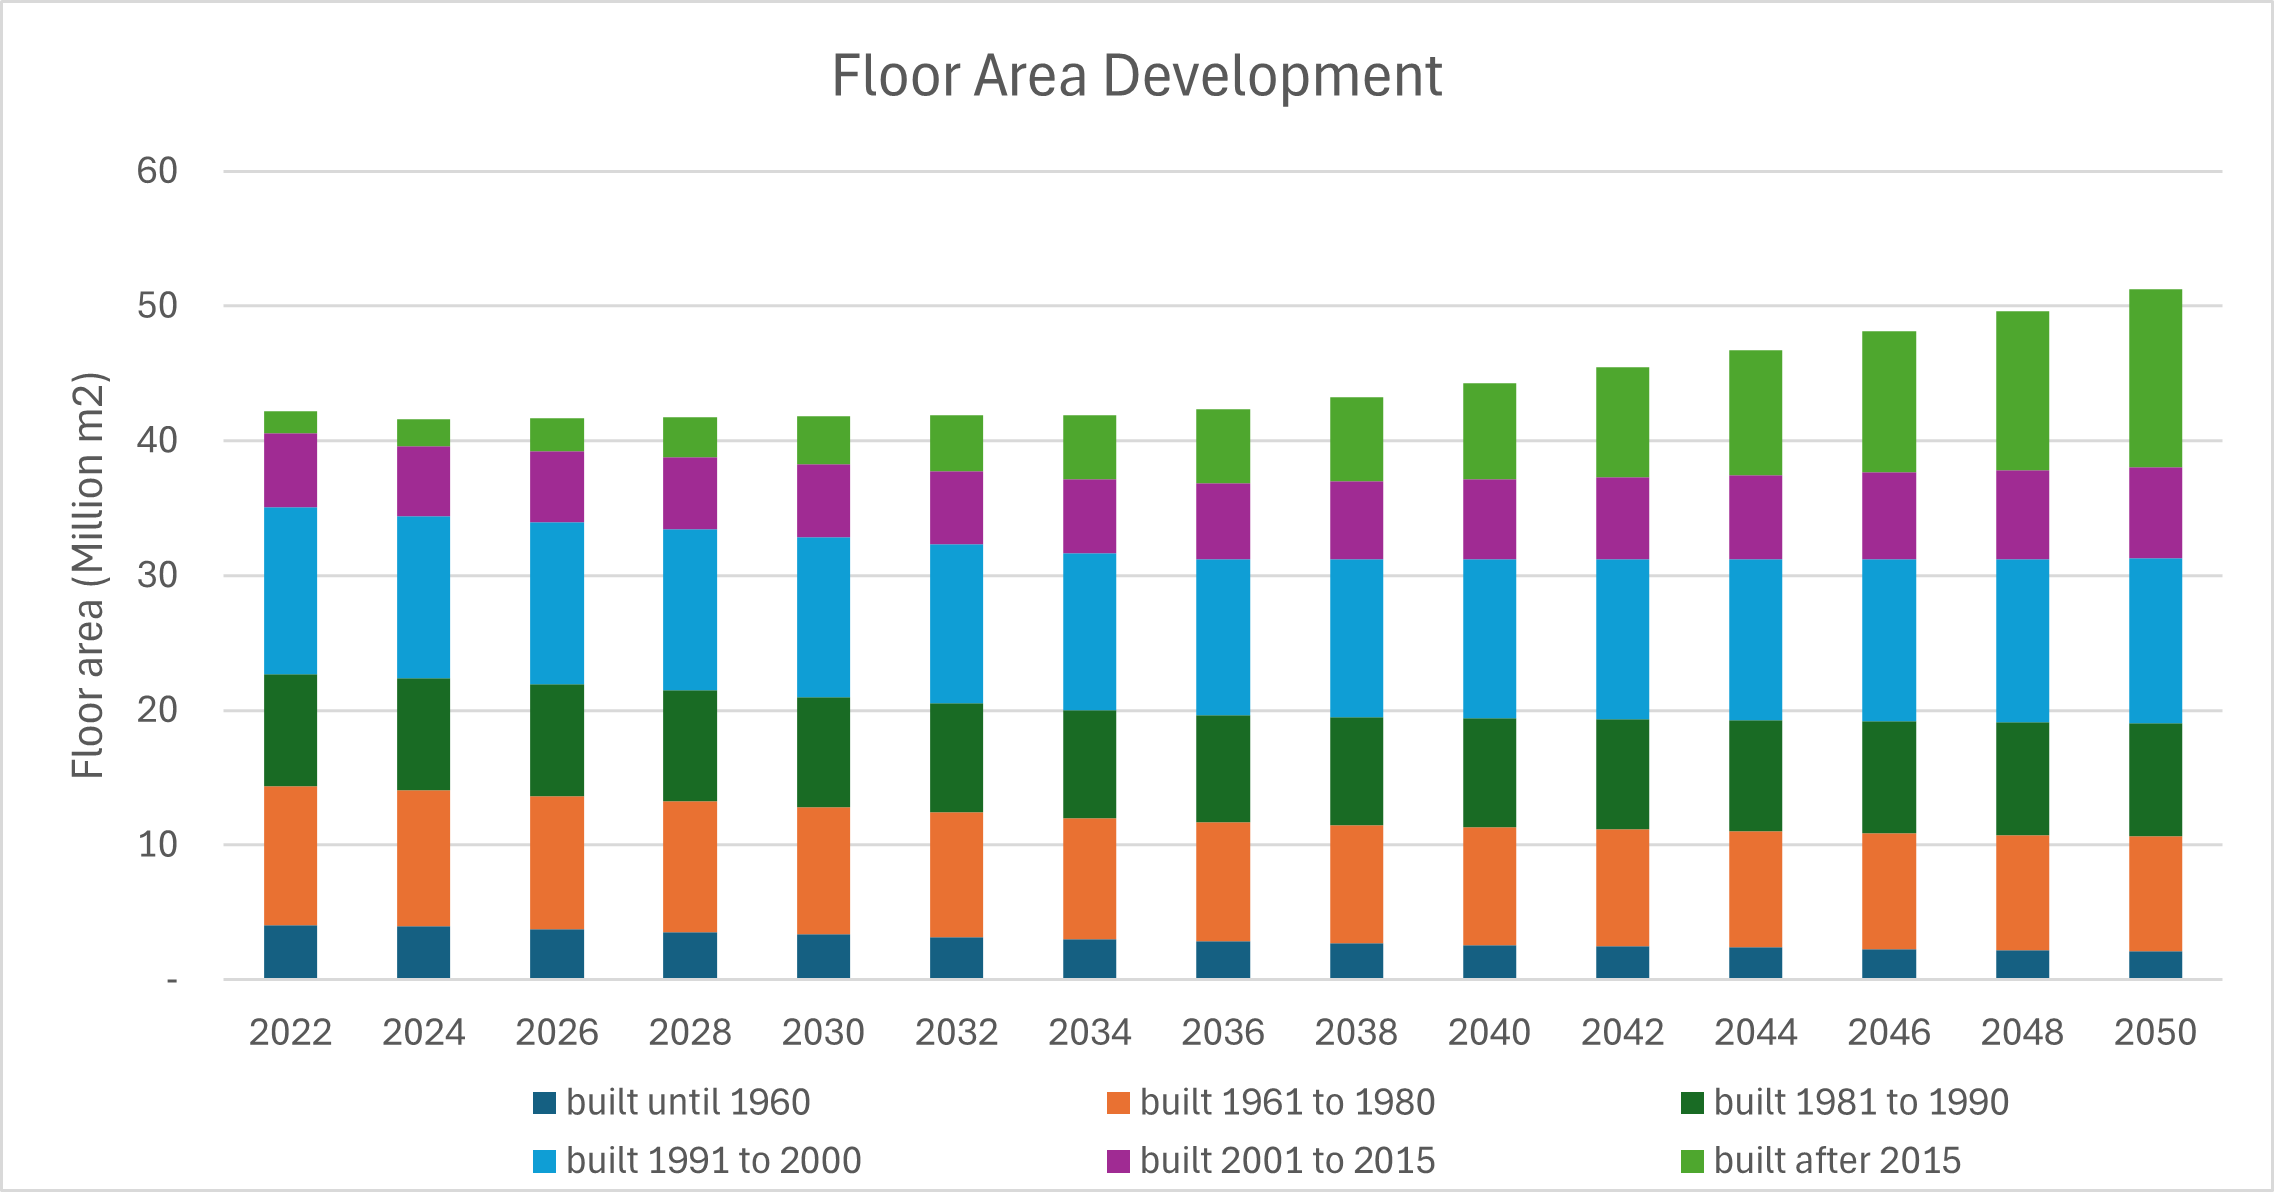 Floor Area Development
Floor area (Million m2)
60
50
40
30
20
10
-
2022 2024 2026 2028 2030 2032 2034 2036 2038 2040 2042 2044 2046 2048 2050
built until 1960 built 1961 to 1980 built 1981 to 1990
built 1991 to 2000 built 2001 to 2015 built after 2015